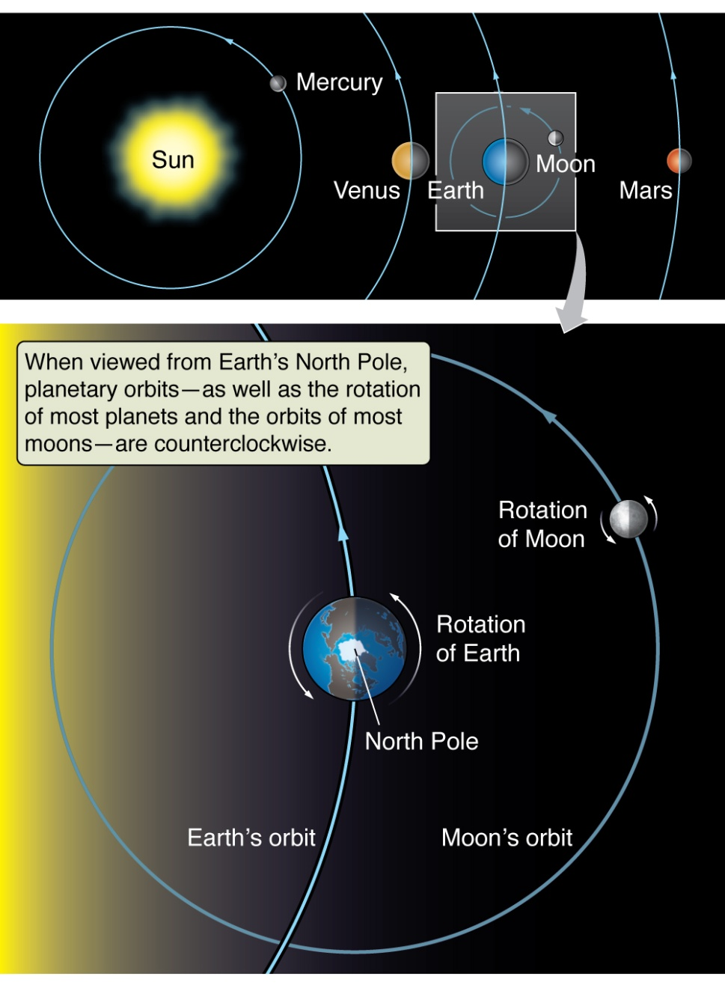 Mercury
Sun
Moon
Venus
Earth
Mars
When viewed from Earth's North Pole,
planetary orbits—as well as the rotation
of most planets and the orbits of most
moons—are counterclockwise.
Rotation
of Moon
Rotation
of Earth
North Pole
Earth's orbit
Moon's orbit